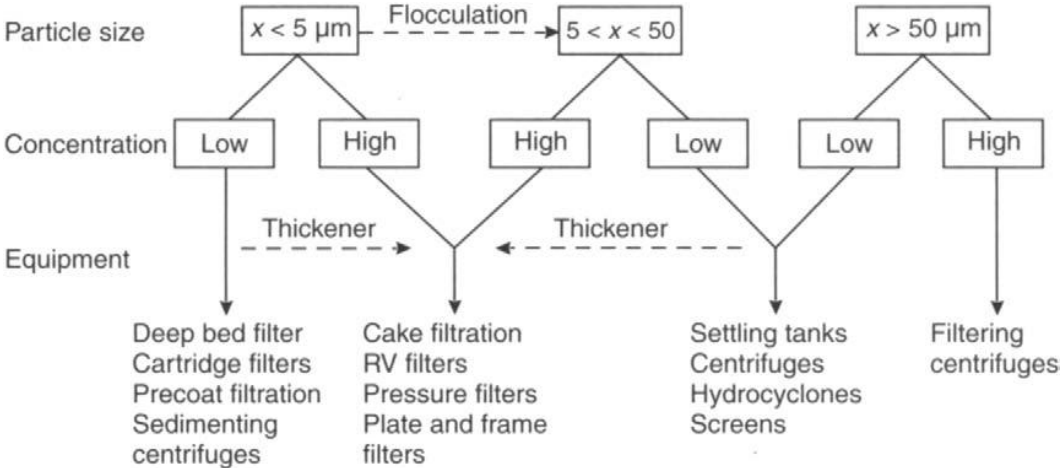 Particle size
x < 5 µm
Flocculation
5 < x < 50
x > 50 µm
Concentration
Low
High
High
Low
Low
High
Thickener
Thickener
Equipment
Deep bed filter
Cartridge filters
Precoat filtration
Sedimenting
centrifuges
Cake filtration
RV filters
Pressure filters
Plate and frame
filters
Settling tanks
Centrifuges
Hydrocyclones
Screens
Filtering
centrifuges